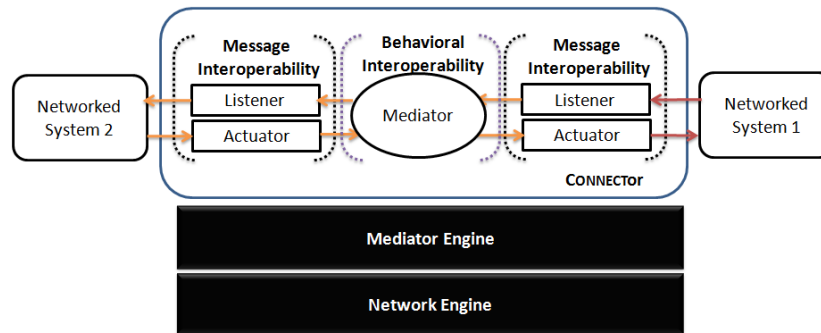 Message
Interoperability
Behavioral
Interoperability
Message
Interoperability
Networked
System 2
Listener
Actuator
Mediator
Listener
Actuator
Networked
System 1
CONNECTOR
Mediator Engine
Network Engine